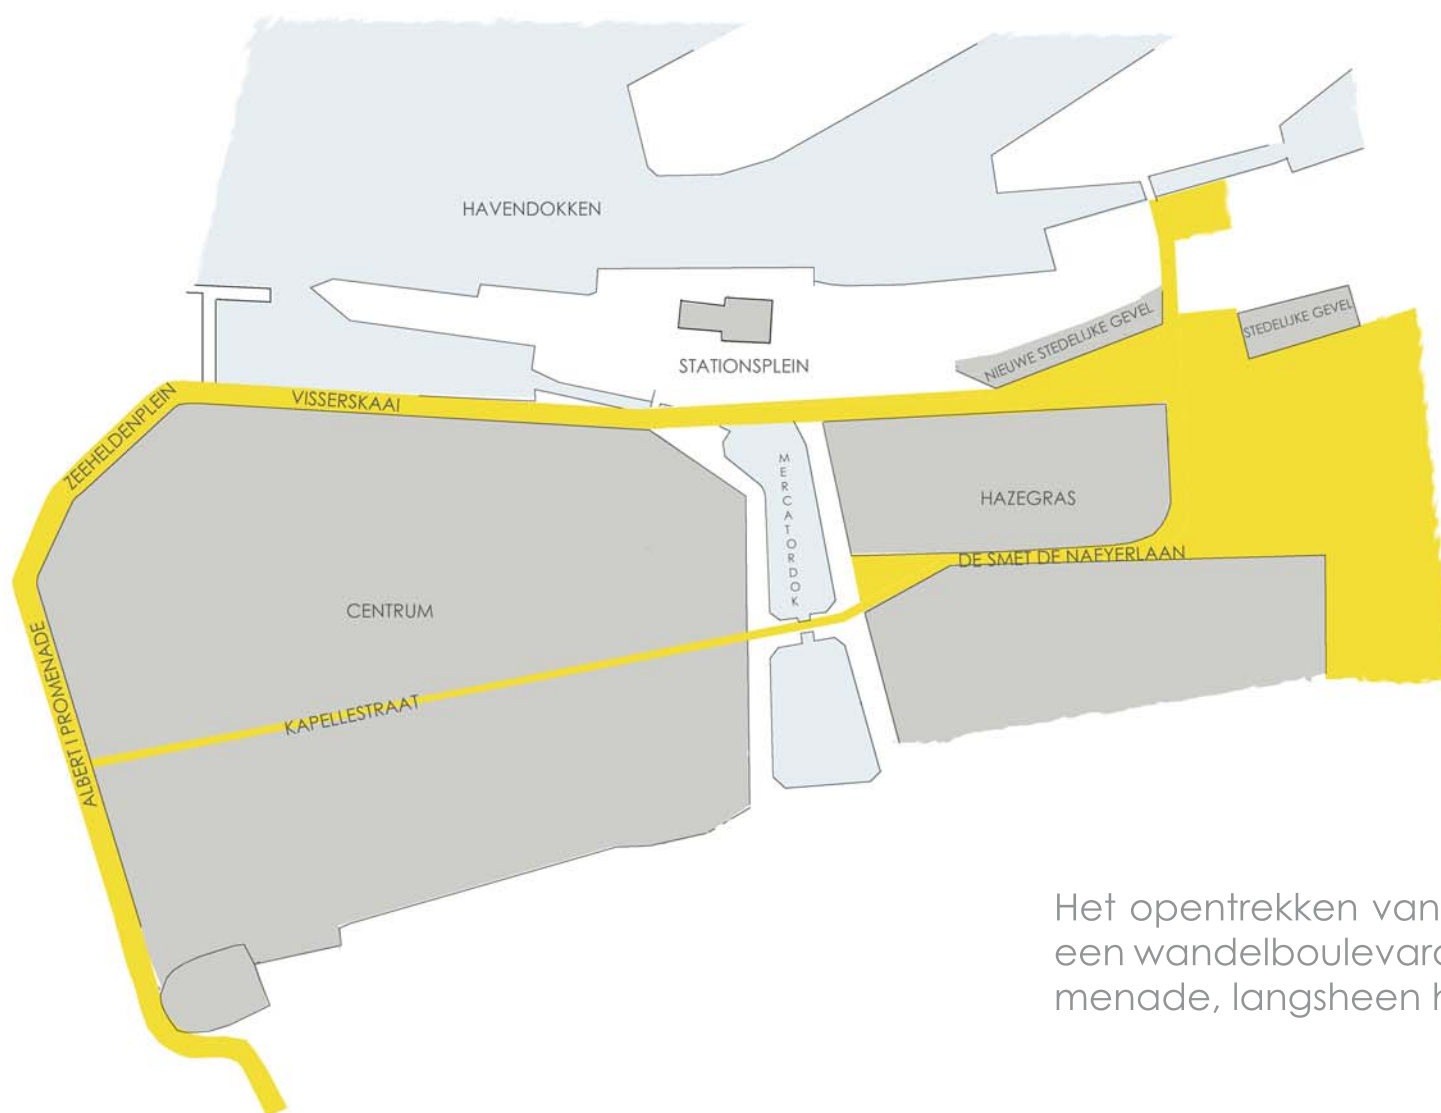 HAVENDOKKEN
NIEUWE STEDELIJKE GEVEL
STEDELIJKE GEVEL
STATIONSPLEIN
ZEEHELDENPLEIN
VISSERSKAAI
MERCATORDOK
HAZEGRAS
DE SMET DE NAEYERLAAN
CENTRUM
ALBERT I PROMENADE
KAPELLESTRAAT
Het opentrekken van
een wandelboulevard
menade, langsheen h